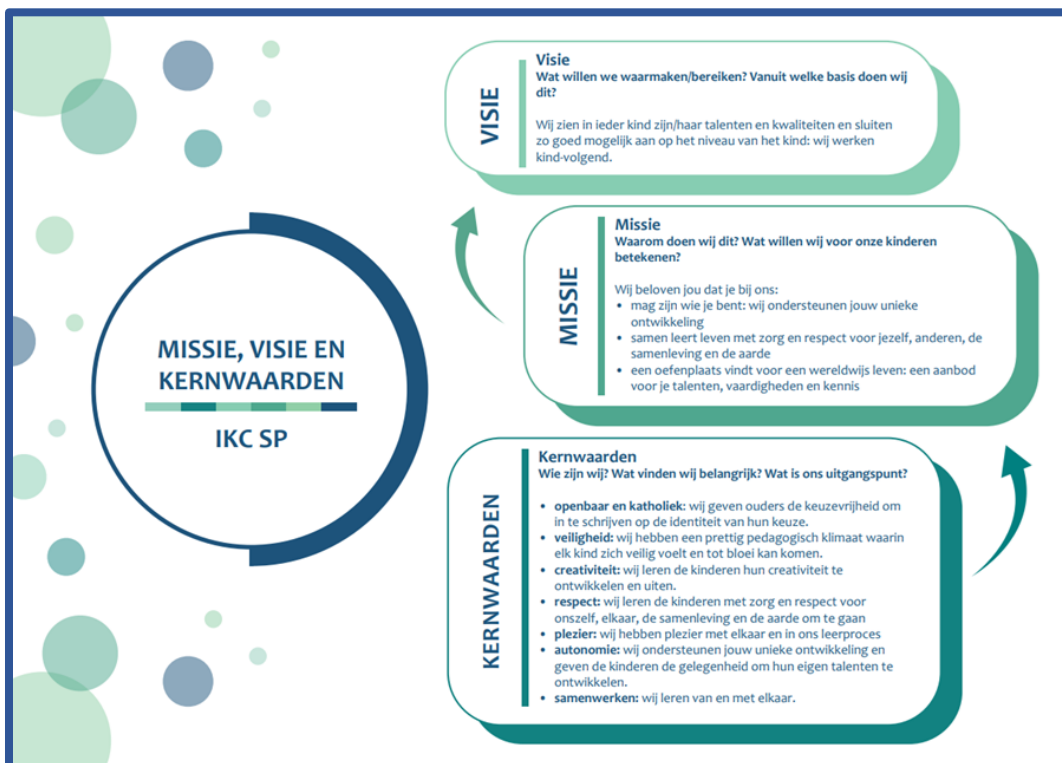 MISSIE, VISIE EN
KERNWAARDEN
IKC SP
VISIE
Visie
Wat willen we waarmaken/bereiken? Vanuit welke basis doen wij
dit?
Wij zien in ieder kind zijn/haar talenten en kwaliteiten en sluiten
zo goed mogelijk aan op het niveau van het kind: wij werken
kind-volgend.
MISSIE
Missie
Waarom doen wij dit? Wat willen wij voor onze kinderen
betekenen?
Wij beloven jou dat je bij ons:
• mag zijn wie je bent: wij ondersteunen jouw unieke
ontwikkeling
• samen leert leven met zorg en respect voor jezelf, anderen, de
samenleving en de aarde
• een oefenplaats vindt voor een wereldwijs leven: een aanbod
voor je talenten, vaardigheden en kennis
KERNWAARDEN
Kernwaarden
Wie zijn wij? Wat vinden wij belangrijk? Wat is ons uitgangspunt?
• openbaar en katholiek: wij geven ouders de keuzevrijheid om
in te schrijven op de identiteit van hun keuze.
• veiligheid: wij hebben een prettig pedagogisch klimaat waarin
elk kind zich veilig voelt en tot bloei kan komen.
• creativiteit: wij leren de kinderen hun creativiteit te
ontwikkelen en uiten.
• respect: wij leren de kinderen met zorg en respect voor
onszelf, elkaar, de samenleving en de aarde om te gaan
• plezier: wij hebben plezier met elkaar en in ons leerproces
• autonomie: wij ondersteunen jouw unieke ontwikkeling en
geven de kinderen de gelegenheid om hun eigen talenten te
ontwikkelen.
• samenwerken: wij leren van en met elkaar.